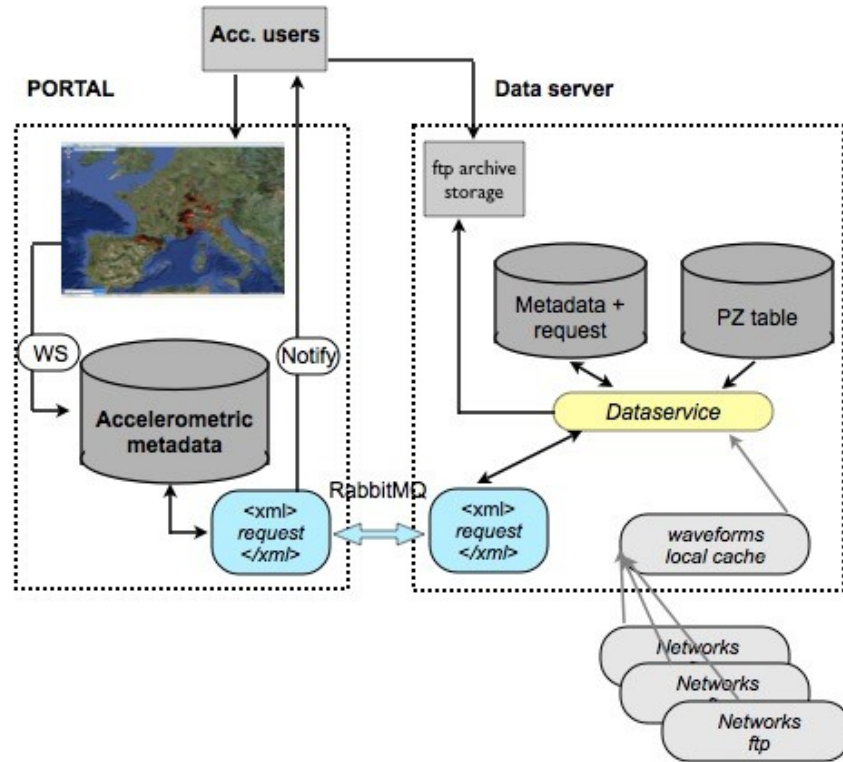 Acc. users
PORTAL
Data server
ftp archive
storage
Metadata +
request
PZ table
WS
Notify
Accelerometric
metadata
Dataservice
RabbitMQ
<xml>
request
</xml>
<xml>
request
</xml>
waveforms
local cache
Networks
Networks
Networks
ftp